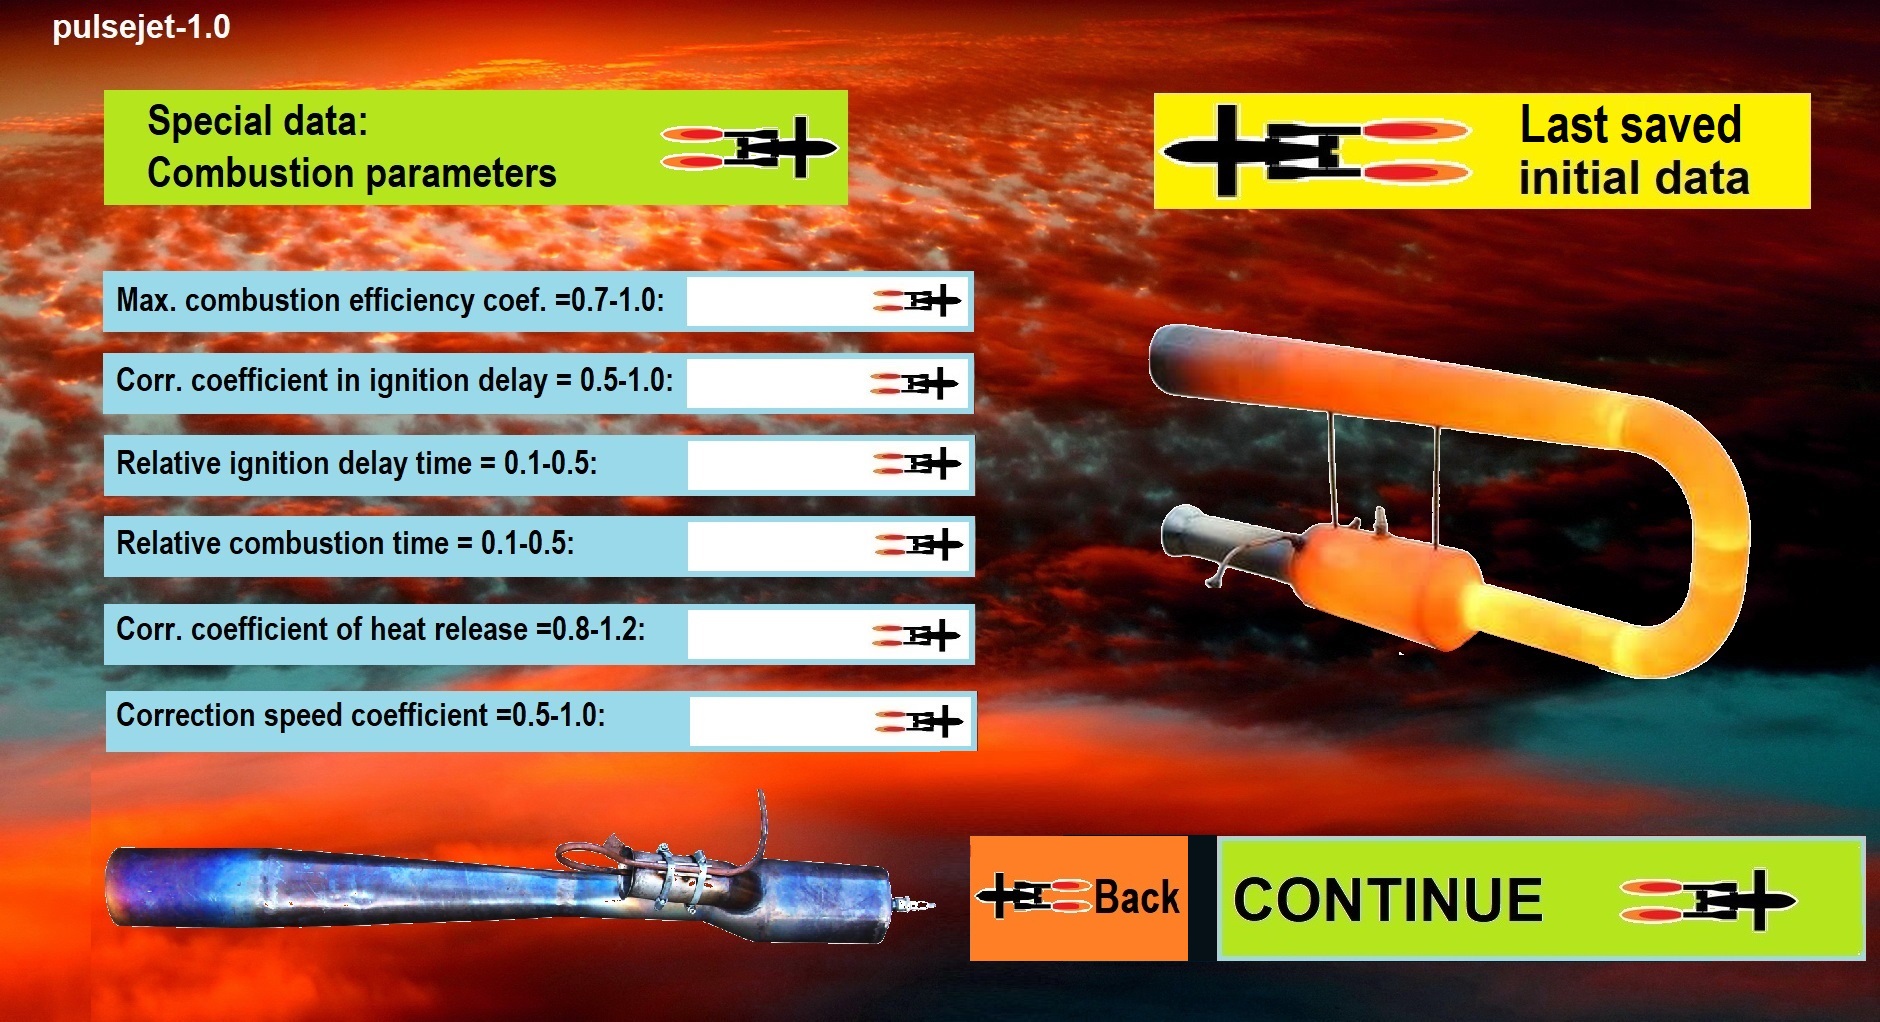 pulsejet-1.0
Special data:
Combustion parameters
Last saved
initial data
Max. combustion efficiency coef. =0.7-1.0:
Corr. coefficient in ignition delay = 0.5-1.0:
Relative ignition delay time = 0.1-0.5:
Relative combustion time = 0.1-0.5:
Corr. coefficient of heat release =0.8-1.2:
Correction speed coefficient =0.5-1.0:
Back
CONTINUE